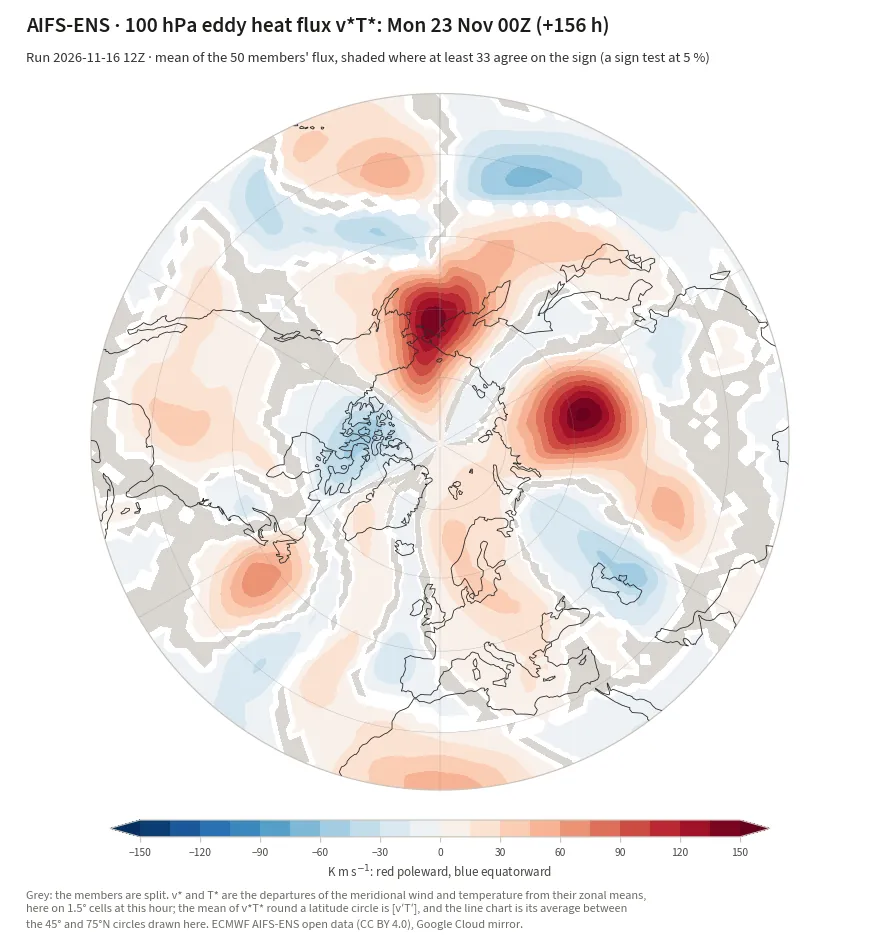 AIFS-ENS · 100 hPa eddy heat flux v*T*: Mon 23 Nov 00Z (+156 h)
Run 2026-11-16 12Z · mean of the 50 members' flux, shaded where at least 33 agree on the sign (a sign test at 5 %)
−150 −120 −90 −60 −30 0 30 60 90 120 150
K m s⁻¹: red poleward, blue equatorward
Grey: the members are split. v* and T* are the departures of the meridional wind and temperature from their zonal means,
here on 1.5° cells at this hour; the mean of v*T* round a latitude circle is [v'T'], and the line chart is its average between
the 45° and 75°N circles drawn here. ECMWF AIFS-ENS open data (CC BY 4.0), Google Cloud mirror.